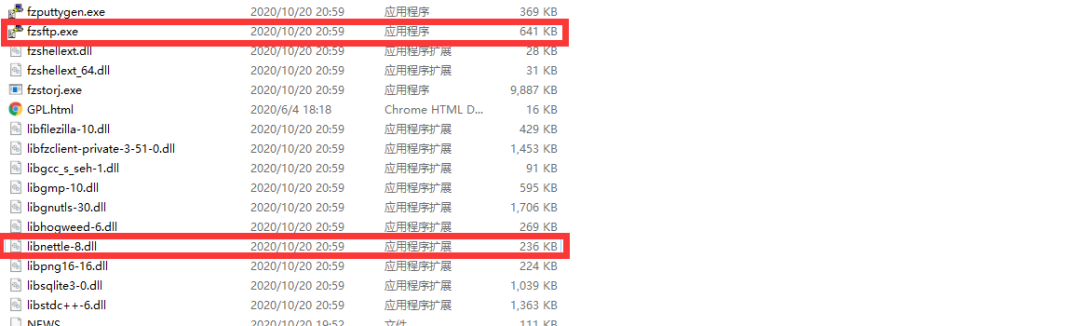 fzputtygen.exe 2020/10/20 20:59 应用程序 369 KB
fzsftp.exe 2020/10/20 20:59 应用程序 641 KB
fzshellext.dll 2020/10/20 20:59 应用程序扩展 28 KB
fzshellext_64.dll 2020/10/20 20:59 应用程序扩展 31 KB
fzstorj.exe 2020/10/20 20:59 应用程序 9,887 KB
GPL.html 2020/6/4 18:18 Chrome HTML D... 16 KB
libfilezilla-10.dll 2020/10/20 20:59 应用程序扩展 429 KB
libfzclient-private-3-51-0.dll 2020/10/20 20:59 应用程序扩展 1,453 KB
libgcc_s_seh-1.dll 2020/10/20 20:59 应用程序扩展 91 KB
libgmp-10.dll 2020/10/20 20:59 应用程序扩展 595 KB
libgnutls-30.dll 2020/10/20 20:59 应用程序扩展 1,706 KB
libhogweed-6.dll 2020/10/20 20:59 应用程序扩展 269 KB
libnettle-8.dll 2020/10/20 20:59 应用程序扩展 236 KB
libpng16-16.dll 2020/10/20 20:59 应用程序扩展 224 KB
libsqlite3-0.dll 2020/10/20 20:59 应用程序扩展 1,039 KB
libstdc++-6.dll 2020/10/20 20:59 应用程序扩展 1,363 KB
NEWS 2020/10/20 19:52 文件 111 KB